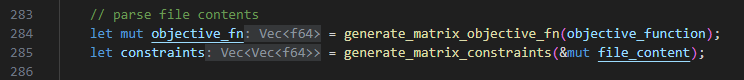 283 // parse file contents
284 let mut objective_fn: Vec<f64> = generate_matrix_objective_fn(objective_function);
285 let constraints: Vec<Vec<f64>> = generate_matrix_constraints(&mut file_content);
286